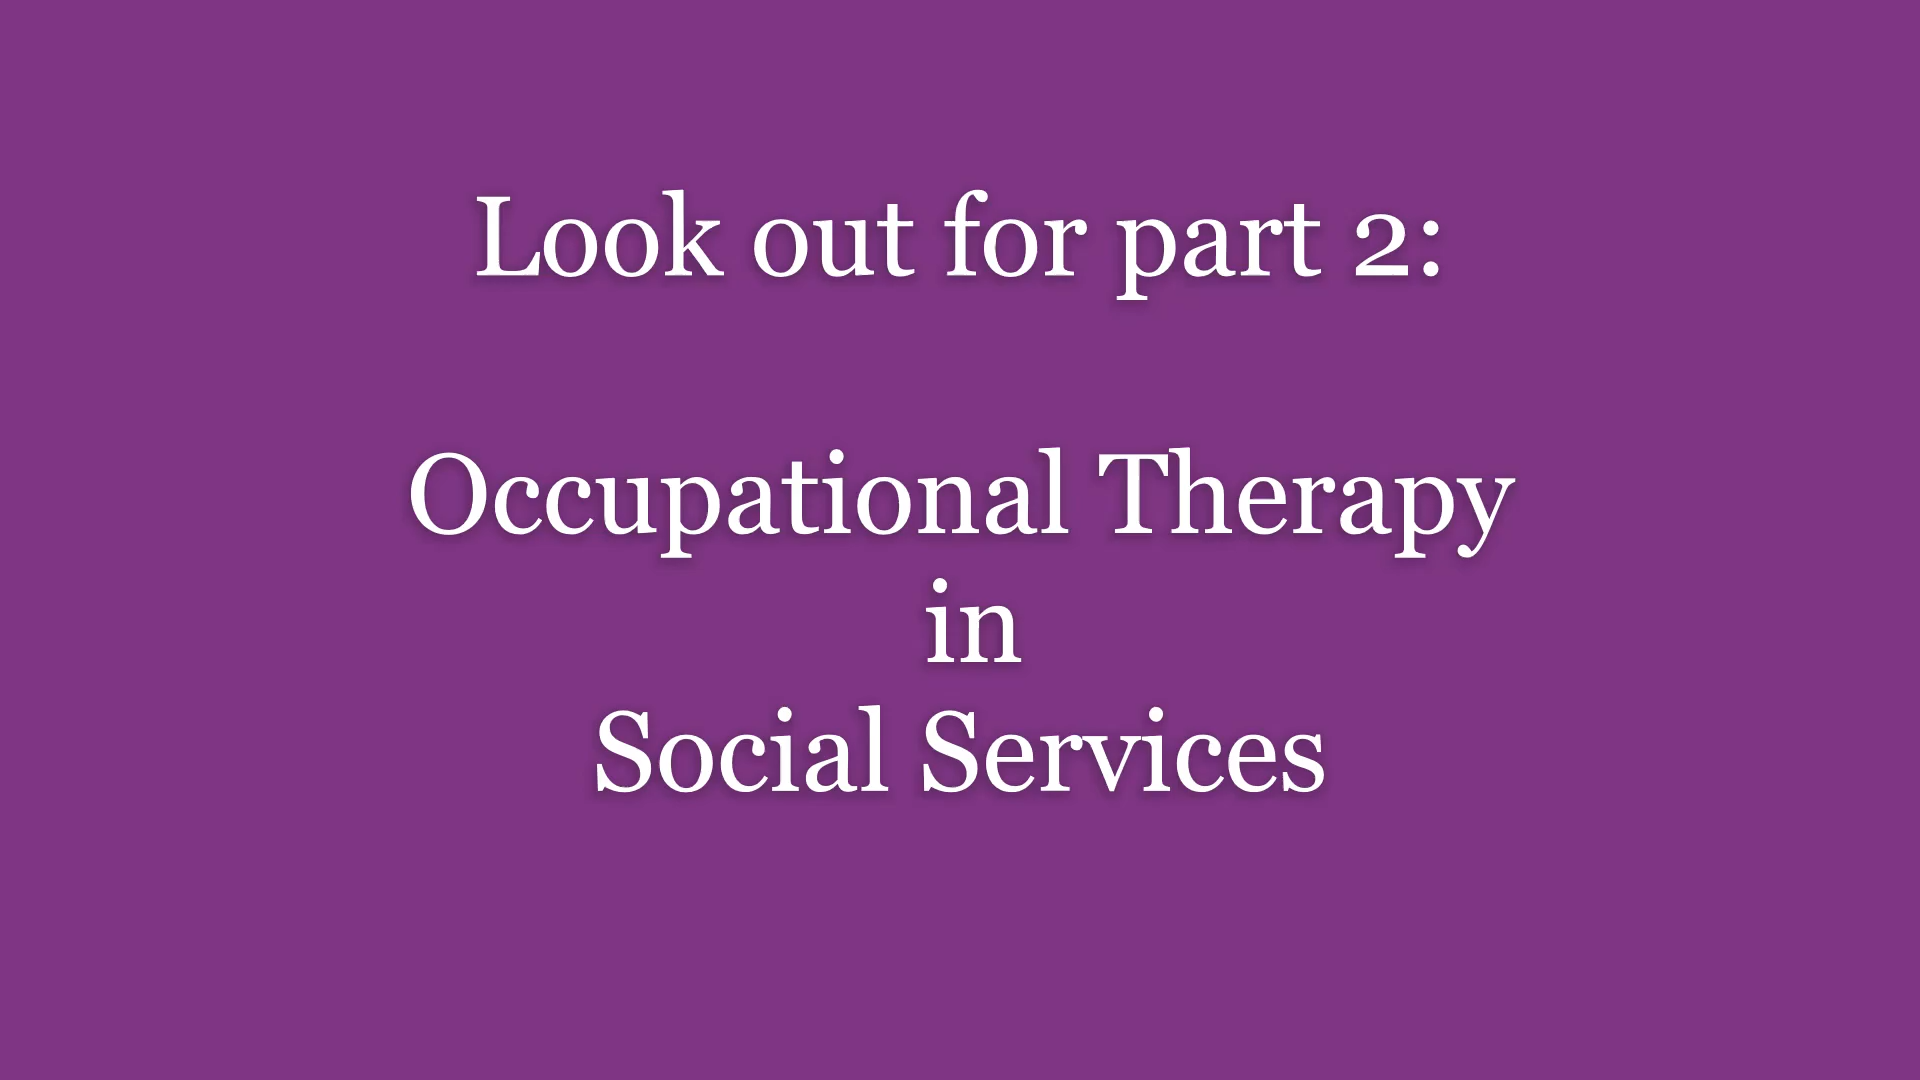 Look out for part 2:
Occupational Therapy
in
Social Services